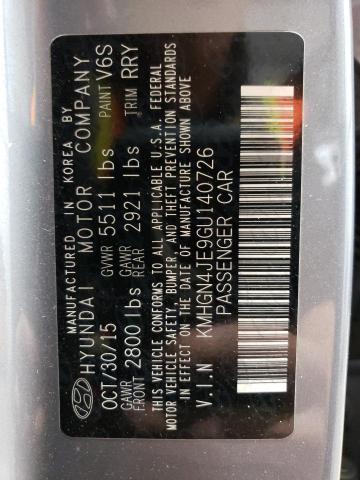 MANUFACTURED IN KOREA BY
HYUNDAI MOTOR COMPANY
OCT/30/15 GVWR 5511 lbs PAINT V6S
GAWR FRONT 2800 lbs GAWR REAR 2921 lbs TRIM RRY
THIS VEHICLE CONFORMS TO ALL APPLICABLE U.S.A. FEDERAL
MOTOR VEHICLE SAFETY, BUMPER, AND THEFT PREVENTION STANDARDS
IN EFFECT ON THE DATE OF MANUFACTURE SHOWN ABOVE
V.I.N KMHGN4JE9GU140726
PASSENGER CAR